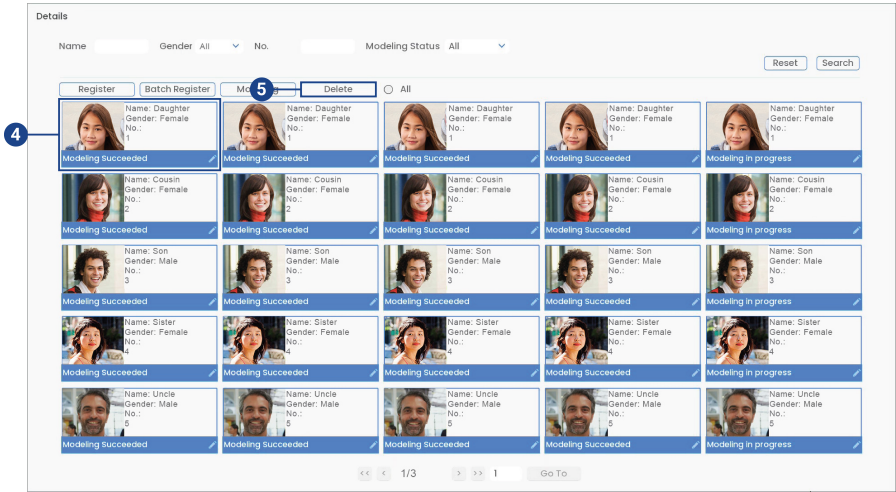 Details
Name Gender All No. Modeling Status All
Reset Search
Register Batch Register Mo 5 Delete All
4
Name: Daughter Name: Daughter Name: Daughter Name: Daughter Name: Daughter
Gender: Female Gender: Female Gender: Female Gender: Female Gender: Female
No.: No.: No.: No.: No.:
1 1 1 1 1
Modeling Succeeded Modeling Succeeded Modeling Succeeded Modeling Succeeded Modeling in progress
Name: Cousin Name: Cousin Name: Cousin Name: Cousin Name: Cousin
Gender: Female Gender: Female Gender: Female Gender: Female Gender: Female
No.: No.: No.: No.: No.:
2 2 2 2 2
Modeling Succeeded Modeling Succeeded Modeling Succeeded Modeling Succeeded Modeling in progress
Name: Son Name: Son Name: Son Name: Son Name: Son
Gender: Male Gender: Male Gender: Male Gender: Male Gender: Male
No.: No.: No.: No.: No.:
3 3 3 3 3
Modeling Succeeded Modeling Succeeded Modeling Succeeded Modeling Succeeded Modeling in progress
Name: Sister Name: Sister Name: Sister Name: Sister Name: Sister
Gender: Female Gender: Female Gender: Female Gender: Female Gender: Female
No.: No.: No.: No.: No.:
4 4 4 4 4
Modeling Succeeded Modeling Succeeded Modeling Succeeded Modeling Succeeded Modeling in progress
Name: Uncle Name: Uncle Name: Uncle Name: Uncle Name: Uncle
Gender: Male Gender: Male Gender: Male Gender: Male Gender: Male
No.: No.: No.: No.: No.:
5 5 5 5 5
Modeling Succeeded Modeling Succeeded Modeling Succeeded Modeling Succeeded Modeling in progress
<< < 1/3 > >> 1 Go To